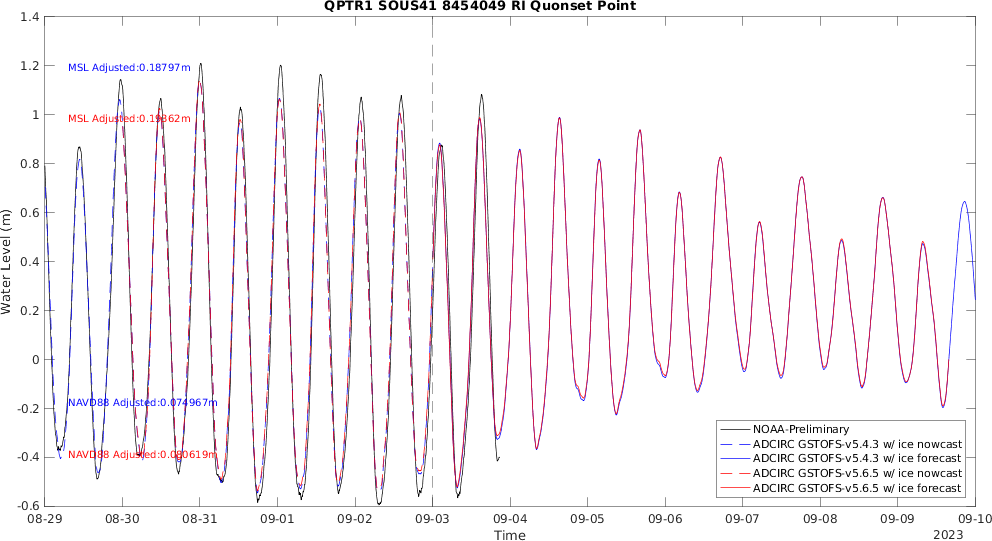 QPTR1 SOUS41 8454049 RI Quonset Point
1.4
1.2
1
0.8
0.6
0.4
0.2
0
-0.2
-0.4
-0.6
Water Level (m)
MSL Adjusted:0.18797m
MSL Adjusted:0.19362m
NAVD88 Adjusted:0.074967m
NAVD88 Adjusted:0.080619m
NOAA-Preliminary
ADCIRC GSTOFS-v5.4.3 w/ ice nowcast
ADCIRC GSTOFS-v5.4.3 w/ ice forecast
ADCIRC GSTOFS-v5.6.5 w/ ice nowcast
ADCIRC GSTOFS-v5.6.5 w/ ice forecast
08-29 08-30 08-31 09-01 09-02 09-03 09-04 09-05 09-06 09-07 09-08 09-09 09-10
Time
2023